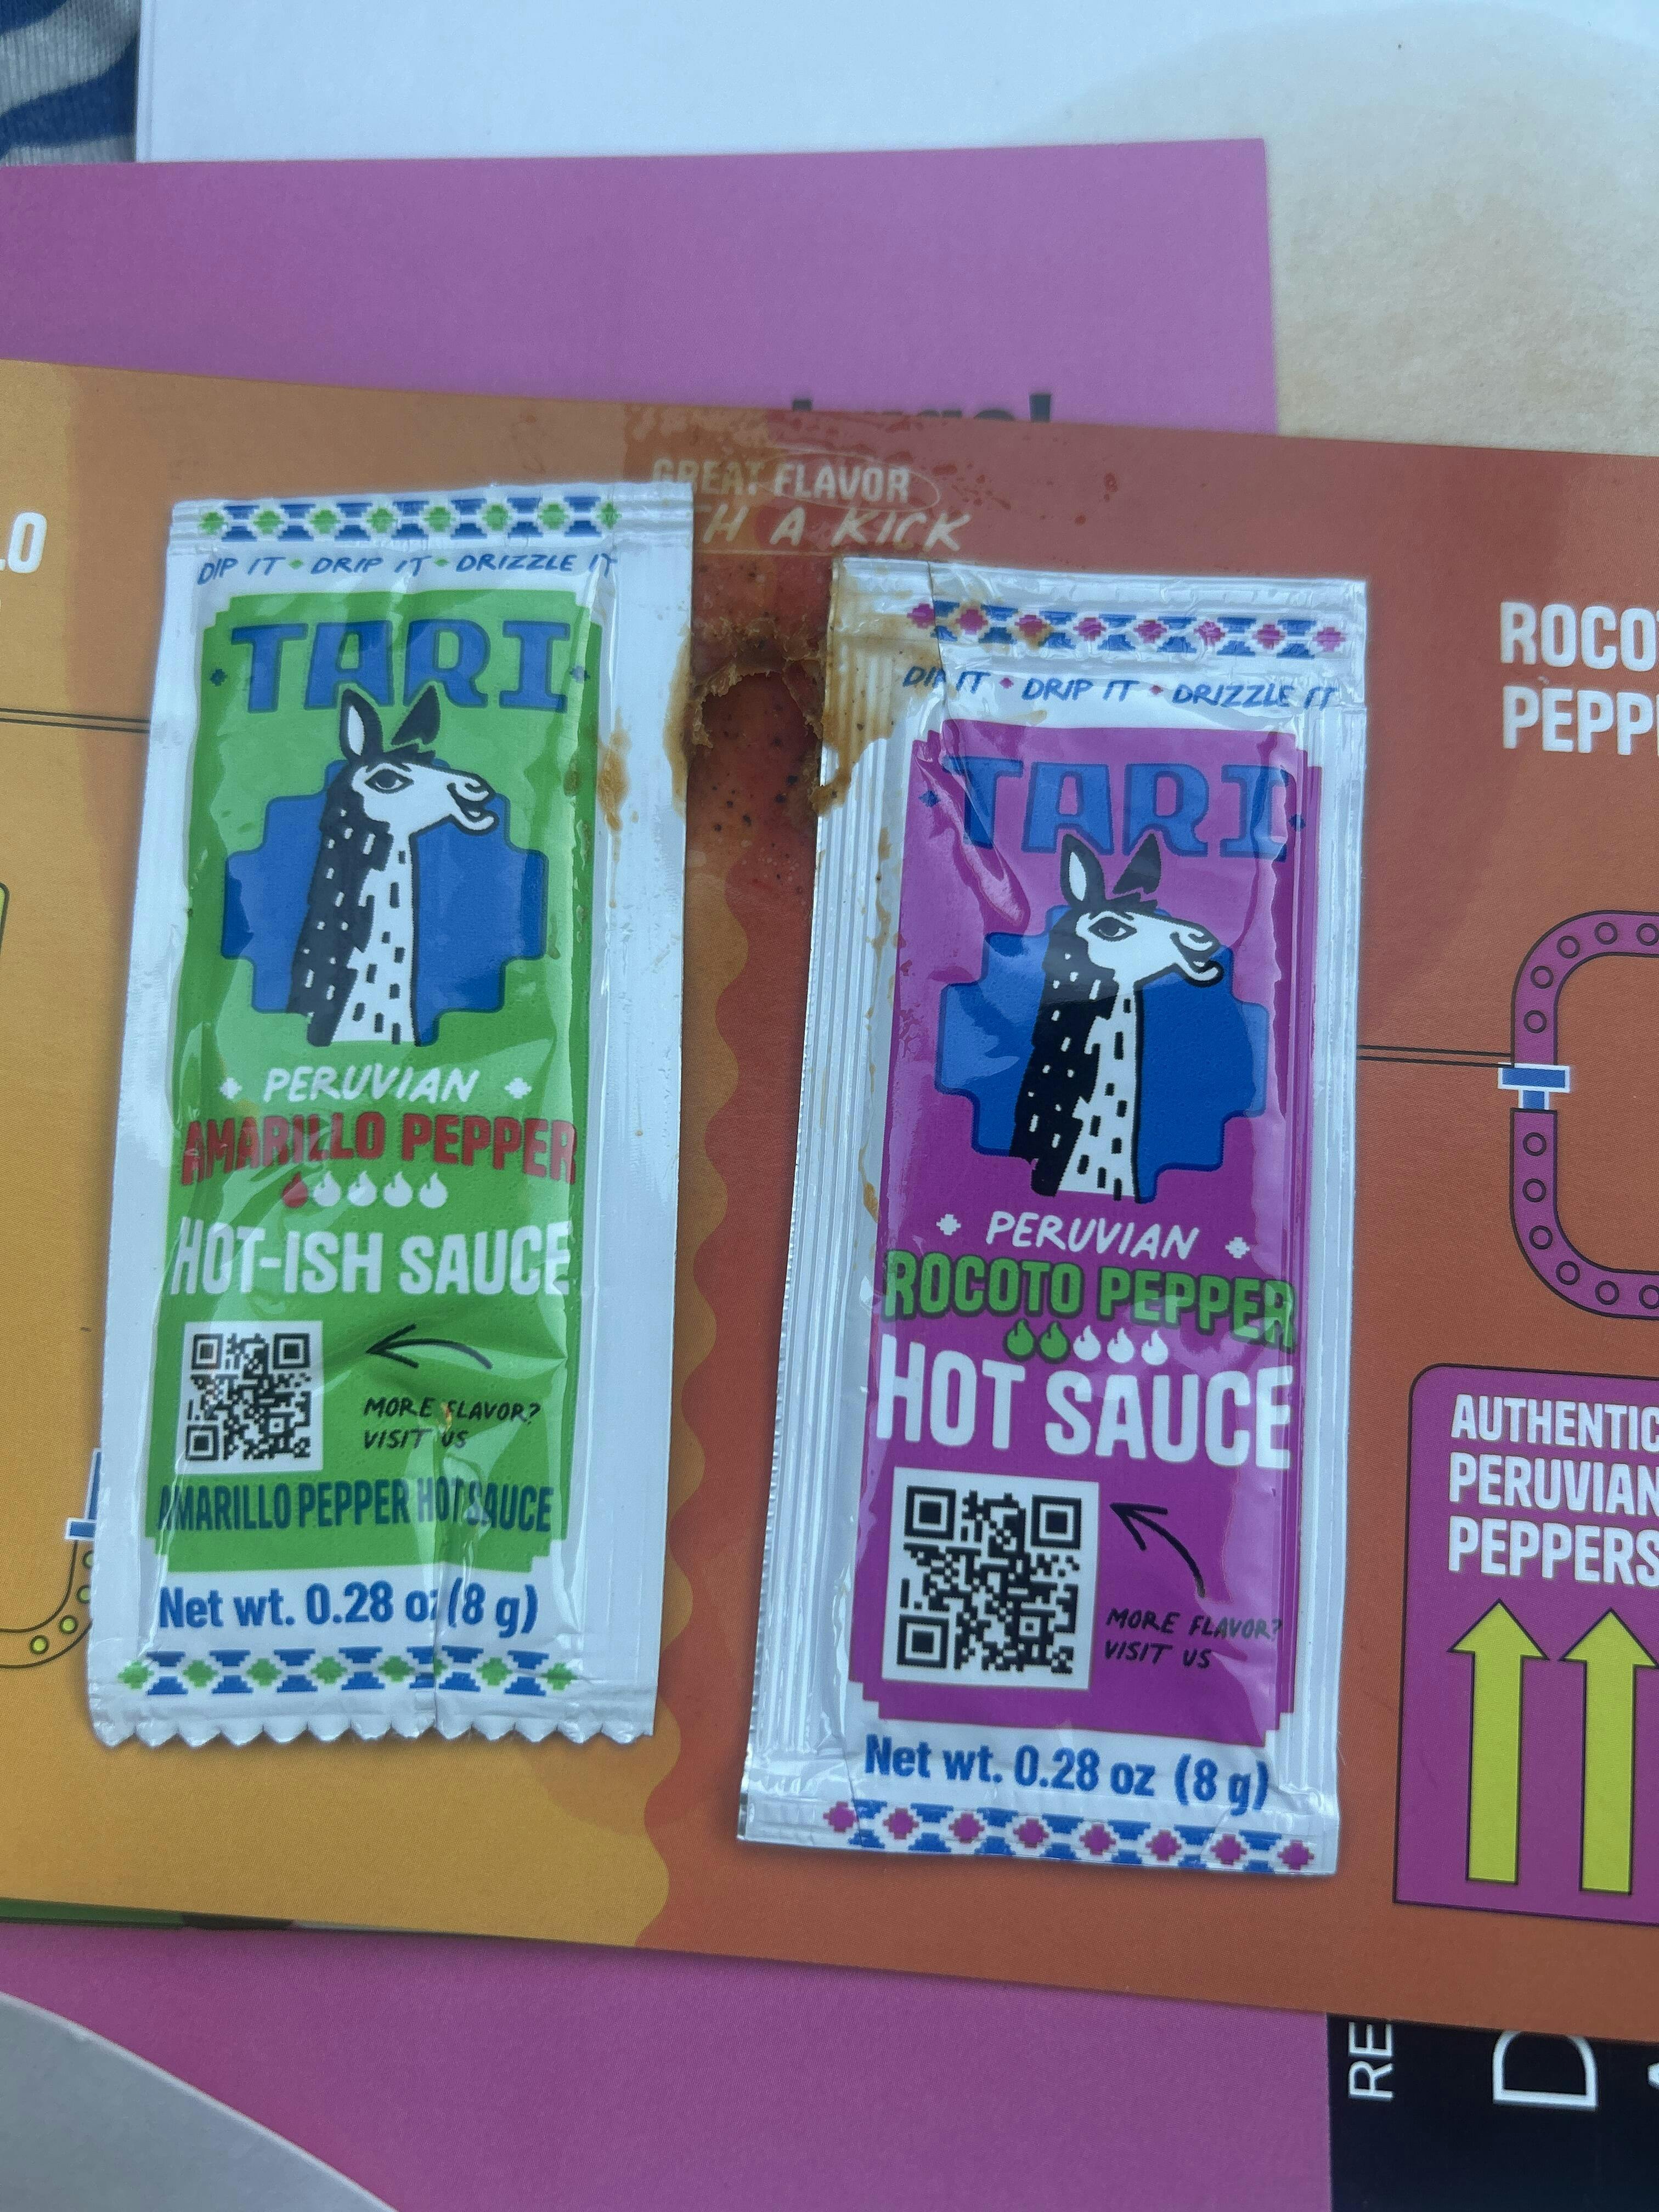 GREAT FLAVOR
A KICK
DIP IT • DRIP IT • DRIZZLE IT
TARI
PERUVIAN
AMARILLO PEPPER
HOT-ISH SAUCE
MORE FLAVOR?
VISIT US
AMARILLO PEPPER HOT SAUCE
Net wt. 0.28 oz (8 g)
DIP IT • DRIP IT • DRIZZLE IT
TARI
PERUVIAN
ROCOTO PEPPER
HOT SAUCE
MORE FLAVOR?
VISIT US
Net wt. 0.28 oz (8 g)
AUTHENTIC
PERUVIAN
PEPPERS